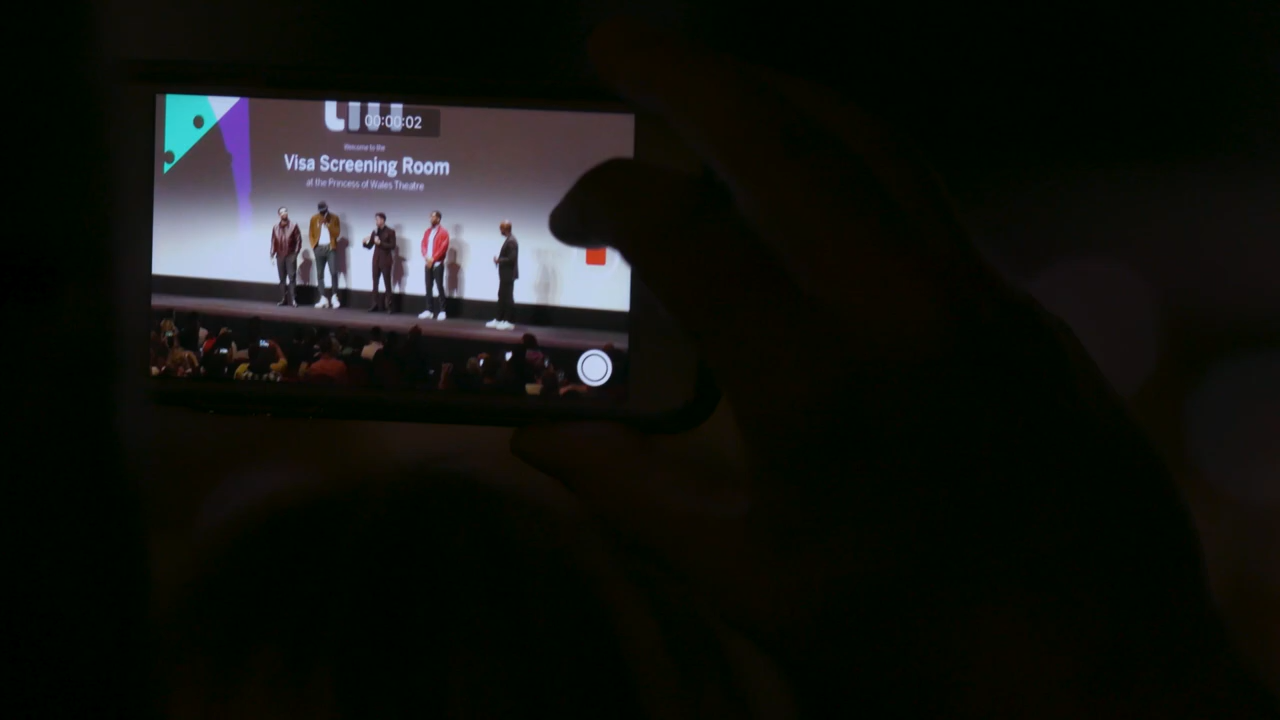 00:00:02
Welcome to the
Visa Screening Room
at the Princess of Wales Theatre